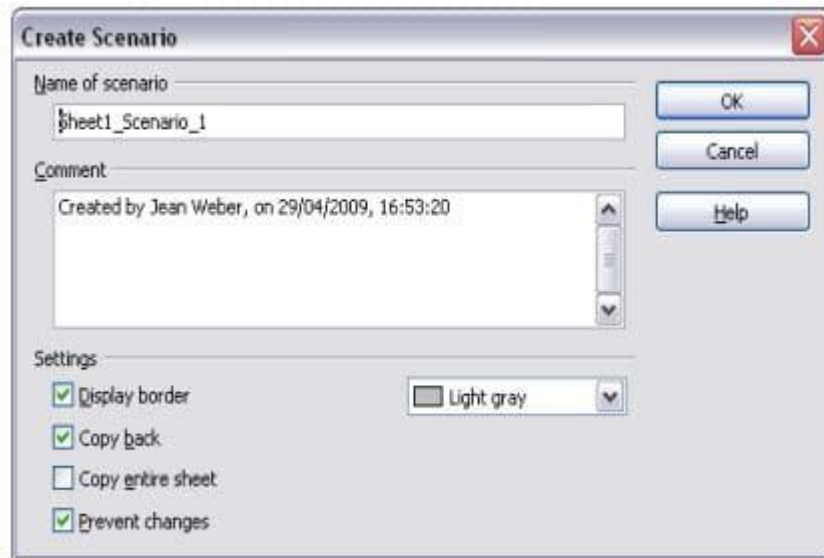 Create Scenario
Name of scenario
Sheet1_Scenario_1
OK
Cancel
Comment
Created by Jean Weber, on 29/04/2009, 16:53:20
Help
Settings
Display border
Light gray
Copy back
Copy entire sheet
Prevent changes